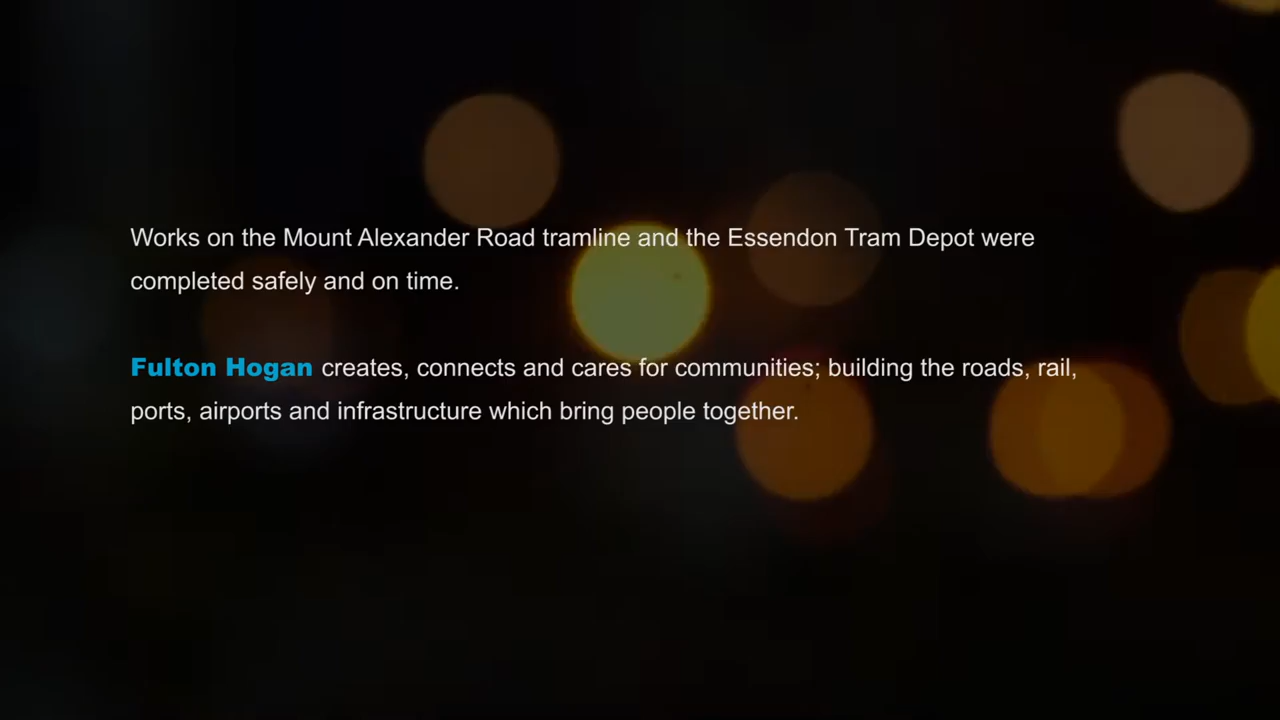 Works on the Mount Alexander Road tramline and the Essendon Tram Depot were
completed safely and on time.
Fulton Hogan creates, connects and cares for communities; building the roads, rail,
ports, airports and infrastructure which bring people together.